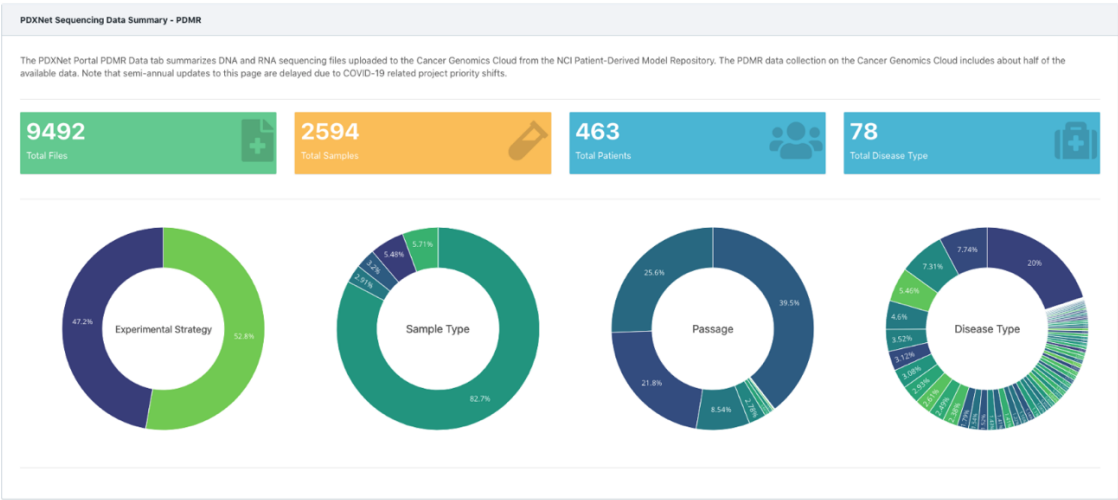 PDXNet Sequencing Data Summary - PDMR
The PDXNet Portal PDMR Data tab summarizes DNA and RNA sequencing files uploaded to the Cancer Genomics Cloud from the NCI Patient-Derived Model Repository. The PDMR data collection on the Cancer Genomics Cloud includes about half of the
available data. Note that semi-annual updates to this page are delayed due to COVID-19 related project priority shifts.
9492
Total Files
2594
Total Samples
463
Total Patients
78
Total Disease Type
47.2%
Experimental Strategy
52.8%
5.71%
5.48%
3.2%
2.91%
Sample Type
82.7%
25.6%
39.5%
Passage
21.8%
8.54%
2.78%
7.74%
20%
7.31%
5.46%
4.6%
3.52%
Disease Type
3.12%
3.08%
2.93%
2.61%
2.49%